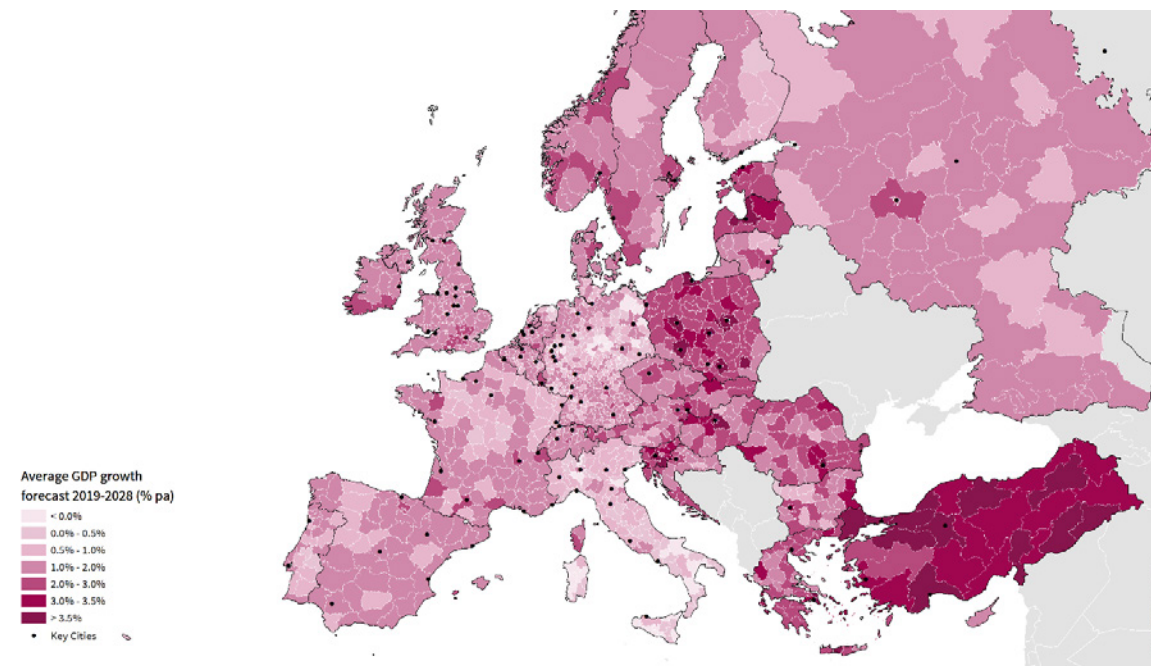 Average GDP growth
forecast 2019-2028 (% pa)
< 0.0%
0.0% - 0.5%
0.5% - 1.0%
1.0% - 2.0%
2.0% - 3.0%
3.0% - 3.5%
> 3.5%
Key Cities